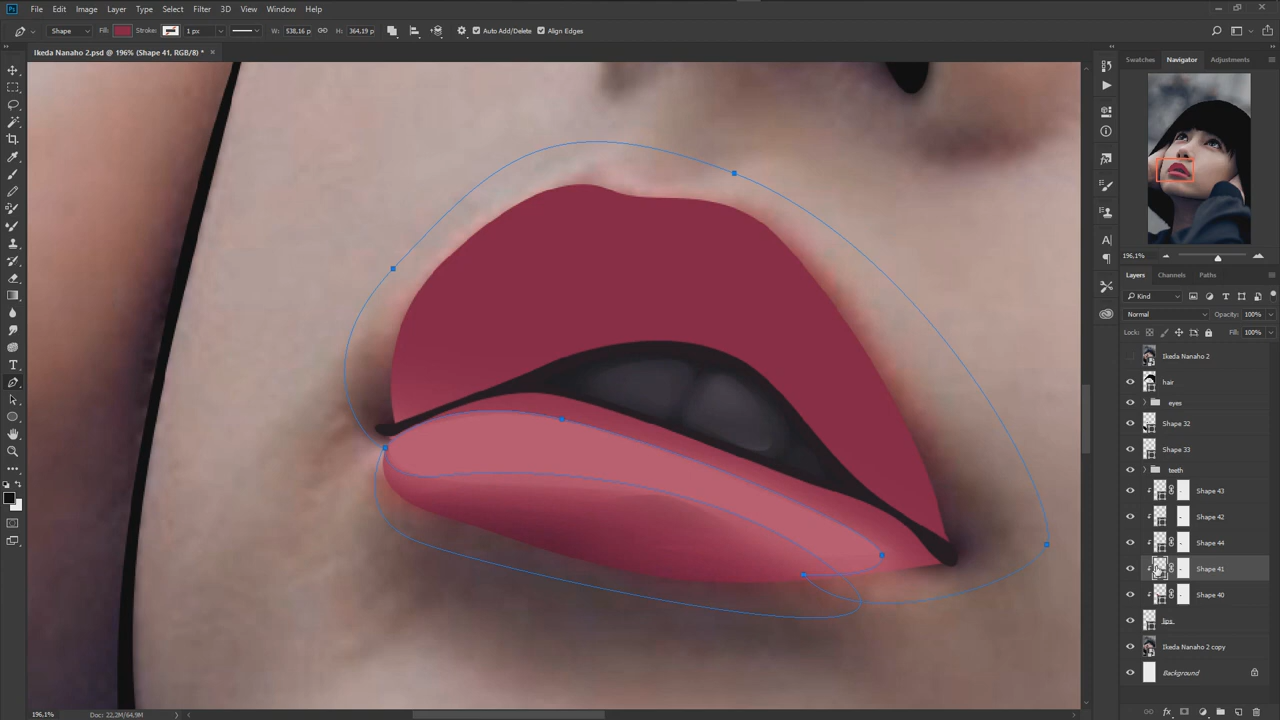 Ps File Edit Image Layer Type Select Filter 3D View Window Help
Shape Fill: Stroke: 1 px W: 538,16 p H: 364,19 p Auto Add/Delete Align Edges
Ikeda Nanaho 2.psd @ 196% (Shape 41, RGB/8) *
Swatches Navigator Adjustments
196,1%
Layers Channels Paths
Kind
Normal Opacity: 100%
Lock: Fill: 100%
Ikeda Nanaho 2
hair
eyes
Shape 32
Shape 33
teeth
Shape 43
Shape 42
Shape 44
Shape 41
Shape 40
lips
Ikeda Nanaho 2 copy
Background
196,1% Doc: 22,2M/64,9M